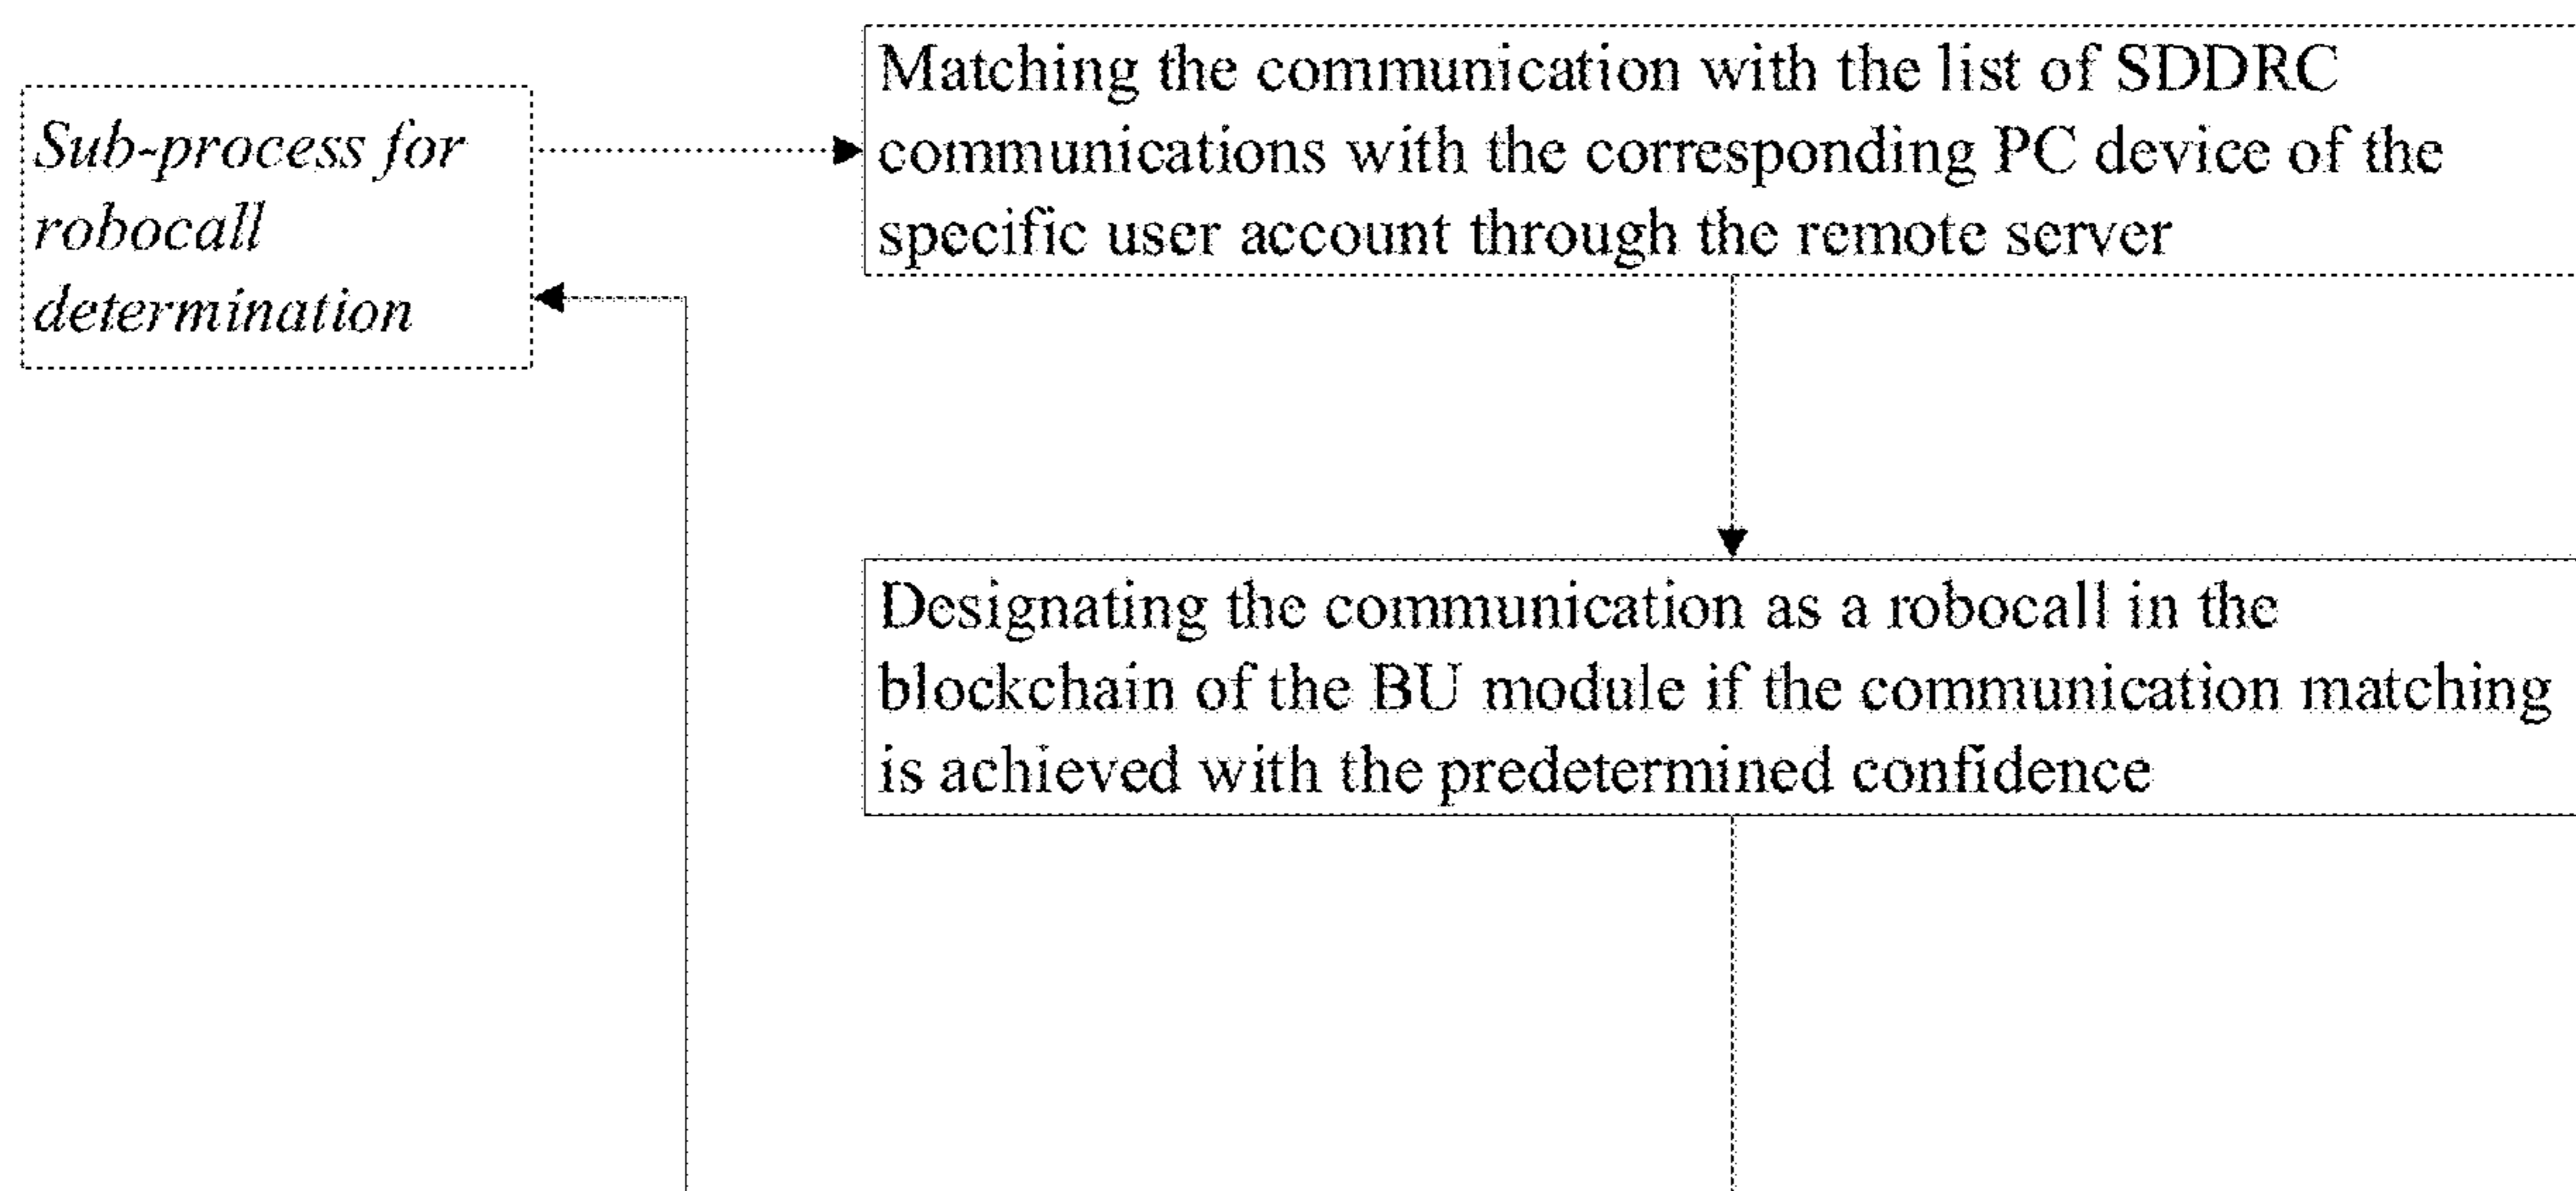 Sub-process for
robocall
determination
Matching the communication with the list of SDDRC
communications with the corresponding PC device of the
specific user account through the remote server
Designating the communication as a robocall in the
blockchain of the BU module if the communication matching
is achieved with the predetermined confidence